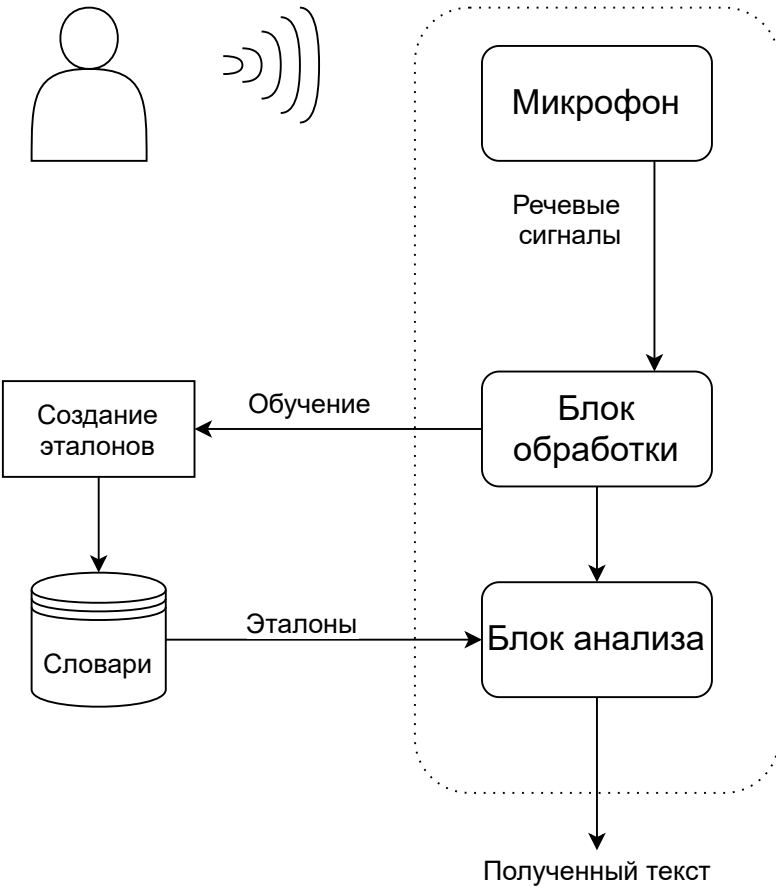 Микрофон
Речевые
сигналы
Обучение
Создание
эталонов
Блок
обработки
Эталоны
Словари
Блок анализа
Полученный текст